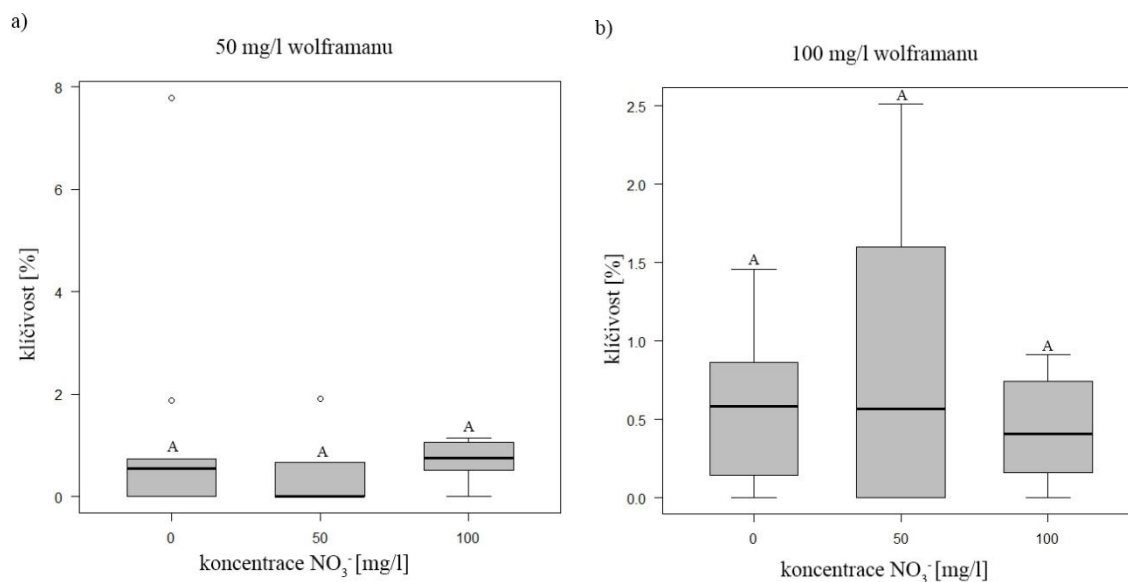 a)
50 mg/l wolframanu
8
6
4
2
0
klíčivost [%]
A
A
A
0
50
100
koncentrace NO₃⁻ [mg/l]
b)
100 mg/l wolframanu
2.5
2.0
1.5
1.0
0.5
0.0
klíčivost [%]
A
A
A
0
50
100
koncentrace NO₃⁻ [mg/l]